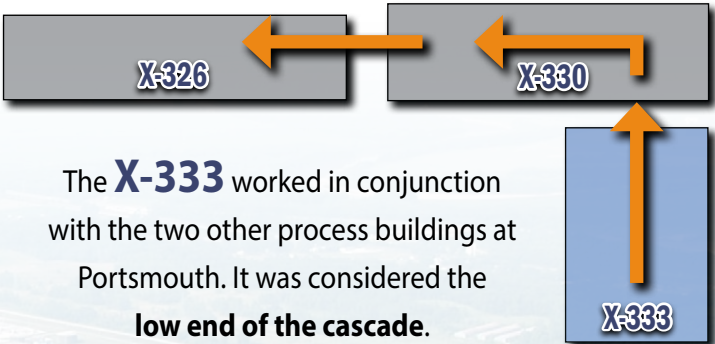 X-326
X-330
The X-333 worked in conjunction
with the two other process buildings at
Portsmouth. It was considered the
low end of the cascade.
X-333